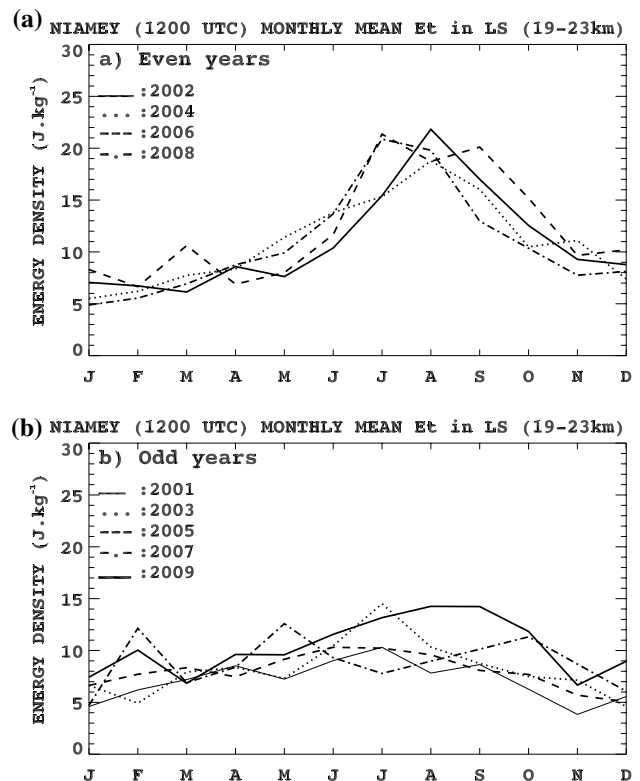 (a) NIAMEY (1200 UTC) MONTHLY MEAN Et in LS (19-23km)
30
a) Even years
25
:2002
:2004
:2006
:2008
20
15
10
5
0
ENERGY DENSITY (J.kg⁻¹)
J F M A M J J A S O N D
(b) NIAMEY (1200 UTC) MONTHLY MEAN Et in LS (19-23km)
30
b) Odd years
25
:2001
:2003
:2005
:2007
:2009
20
15
10
5
0
ENERGY DENSITY (J.kg⁻¹)
J F M A M J J A S O N D